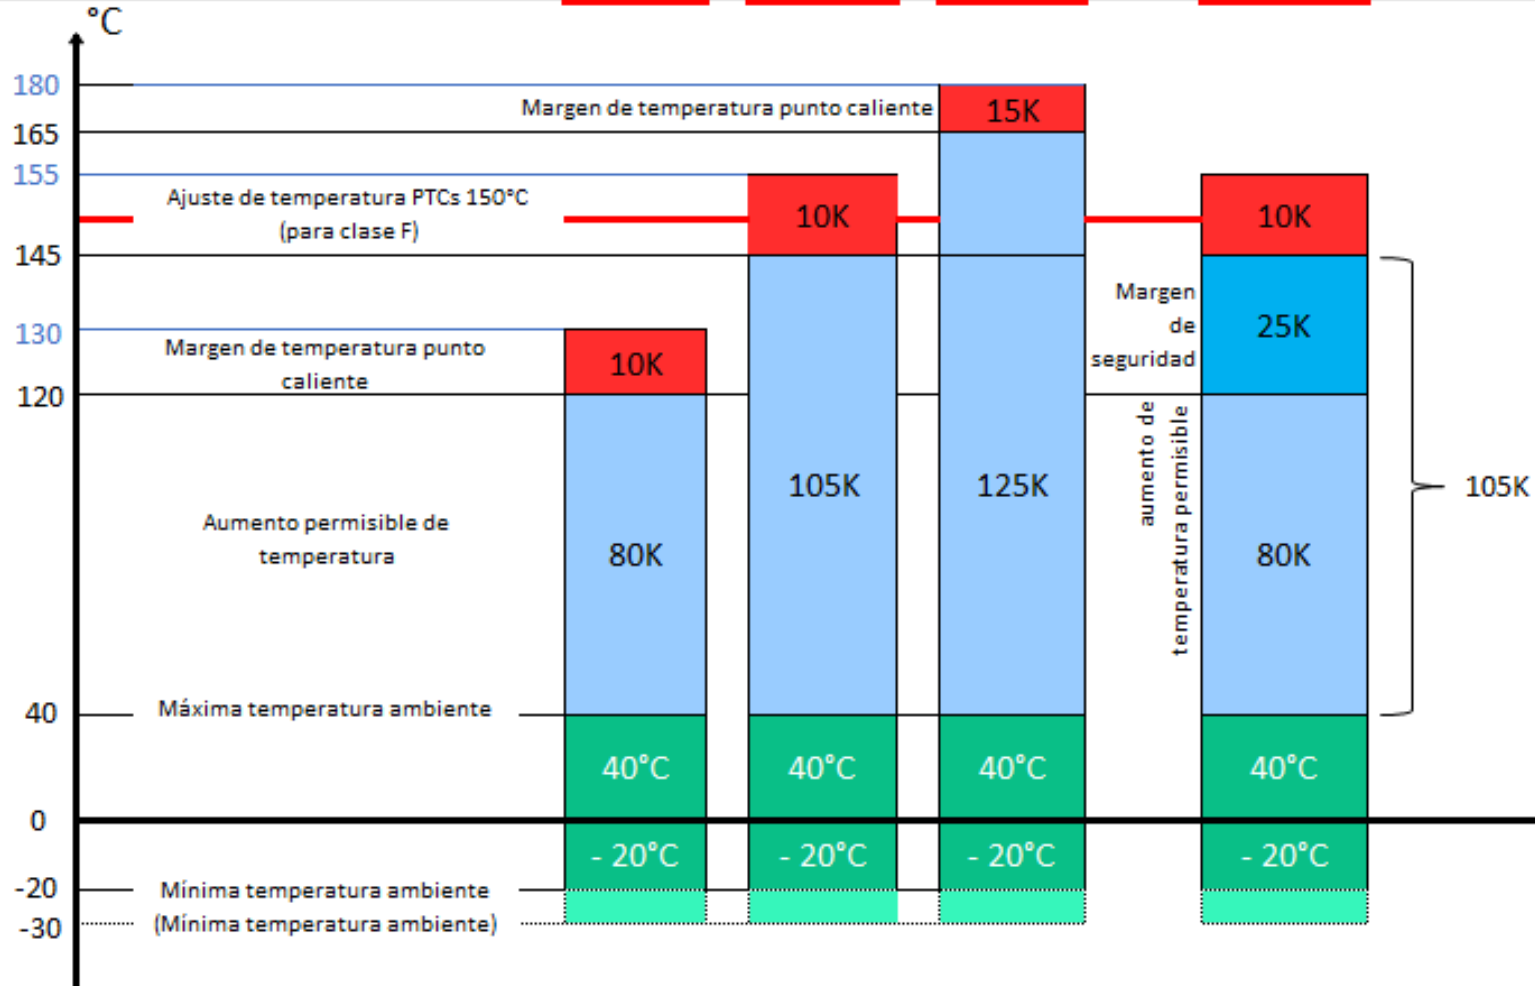 °C
180
Margen de temperatura punto caliente
15K
165
155
Ajuste de temperatura PTCs 150°C
(para clase F)
10K
10K
145
Margen
de
seguridad
25K
130
Margen de temperatura punto
caliente
10K
120
aumento de
temperatura permisible
105K
125K
105K
Aumento permisible de
temperatura
80K
80K
40
Máxima temperatura ambiente
40°C
40°C
40°C
40°C
0
- 20°C
- 20°C
- 20°C
- 20°C
-20
Mínima temperatura ambiente
-30
(Mínima temperatura ambiente)